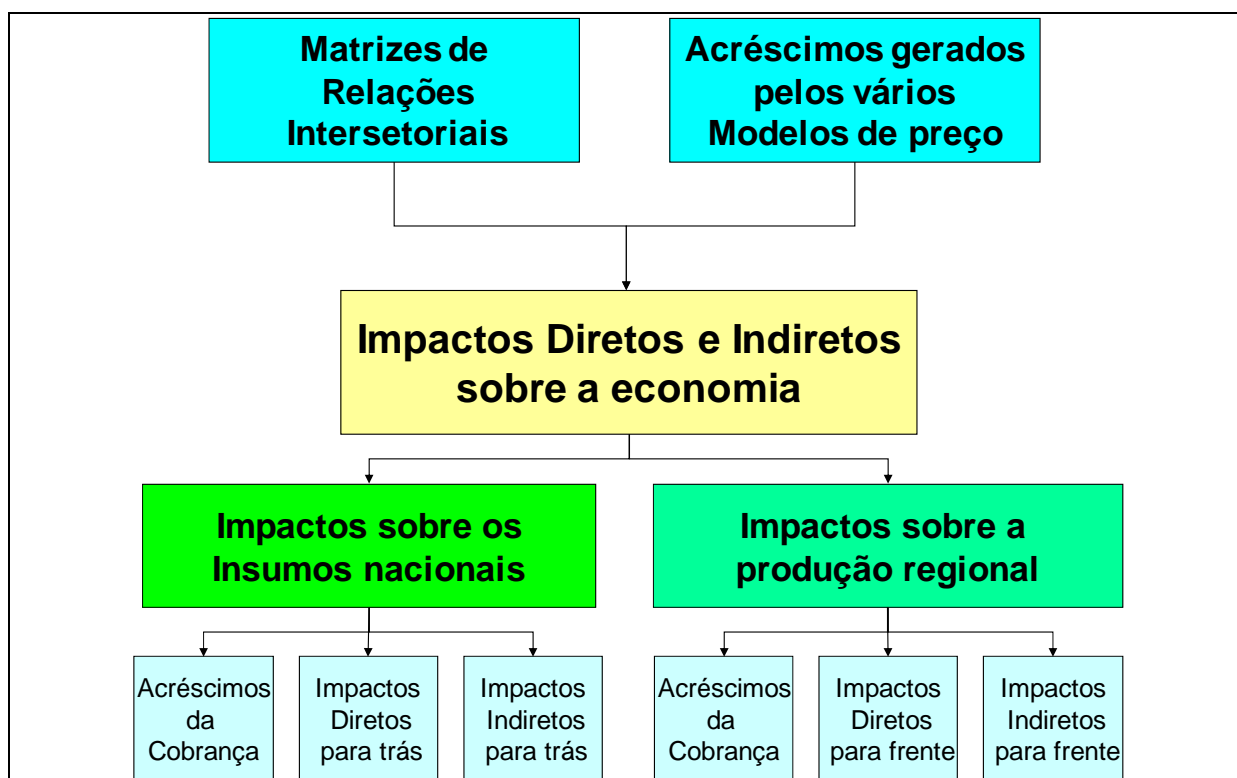 Matrizes de
Relações
Intersetoriais
Acréscimos gerados
pelos vários
Modelos de preço
Impactos Diretos e Indiretos
sobre a economia
Impactos sobre os
Insumos nacionais
Impactos sobre a
produção regional
Acréscimos
da
Cobrança
Impactos
Diretos
para trás
Impactos
Indiretos
para trás
Acréscimos
da
Cobrança
Impactos
Diretos
para frente
Impactos
Indiretos
para frente